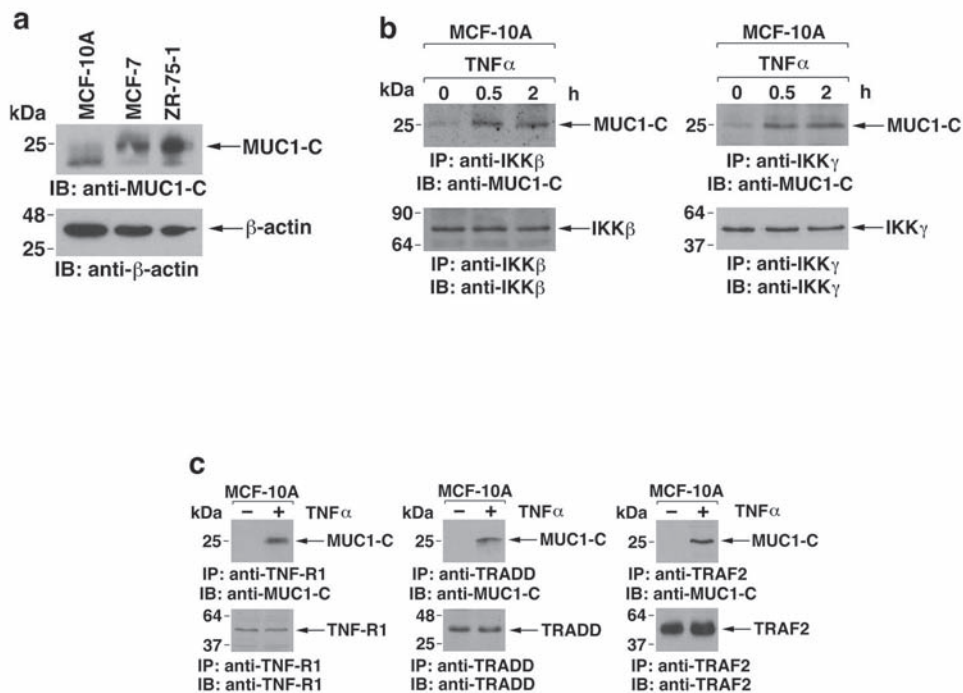 a
MCF-10A
MCF-7
ZR-75-1
kDa
25
MUC1-C
IB: anti-MUC1-C
48
β-actin
25
IB: anti-β-actin
b
MCF-10A
TNFα
kDa 0 0.5 2 h
25
MUC1-C
IP: anti-IKKβ
IB: anti-MUC1-C
90
IKKβ
64
IP: anti-IKKβ
IB: anti-IKKβ
MCF-10A
TNFα
kDa 0 0.5 2 h
25
MUC1-C
IP: anti-IKKγ
IB: anti-MUC1-C
64
IKKγ
37
IP: anti-IKKγ
IB: anti-IKKγ
c
MCF-10A
kDa − + TNFα
25
MUC1-C
IP: anti-TNF-R1
IB: anti-MUC1-C
64
TNF-R1
37
IP: anti-TNF-R1
IB: anti-TNF-R1
MCF-10A
kDa − + TNFα
25
MUC1-C
IP: anti-TRADD
IB: anti-MUC1-C
48
TRADD
25
IP: anti-TRADD
IB: anti-TRADD
MCF-10A
kDa − + TNFα
25
MUC1-C
IP: anti-TRAF2
IB: anti-MUC1-C
64
TRAF2
37
IP: anti-TRAF2
IB: anti-TRAF2